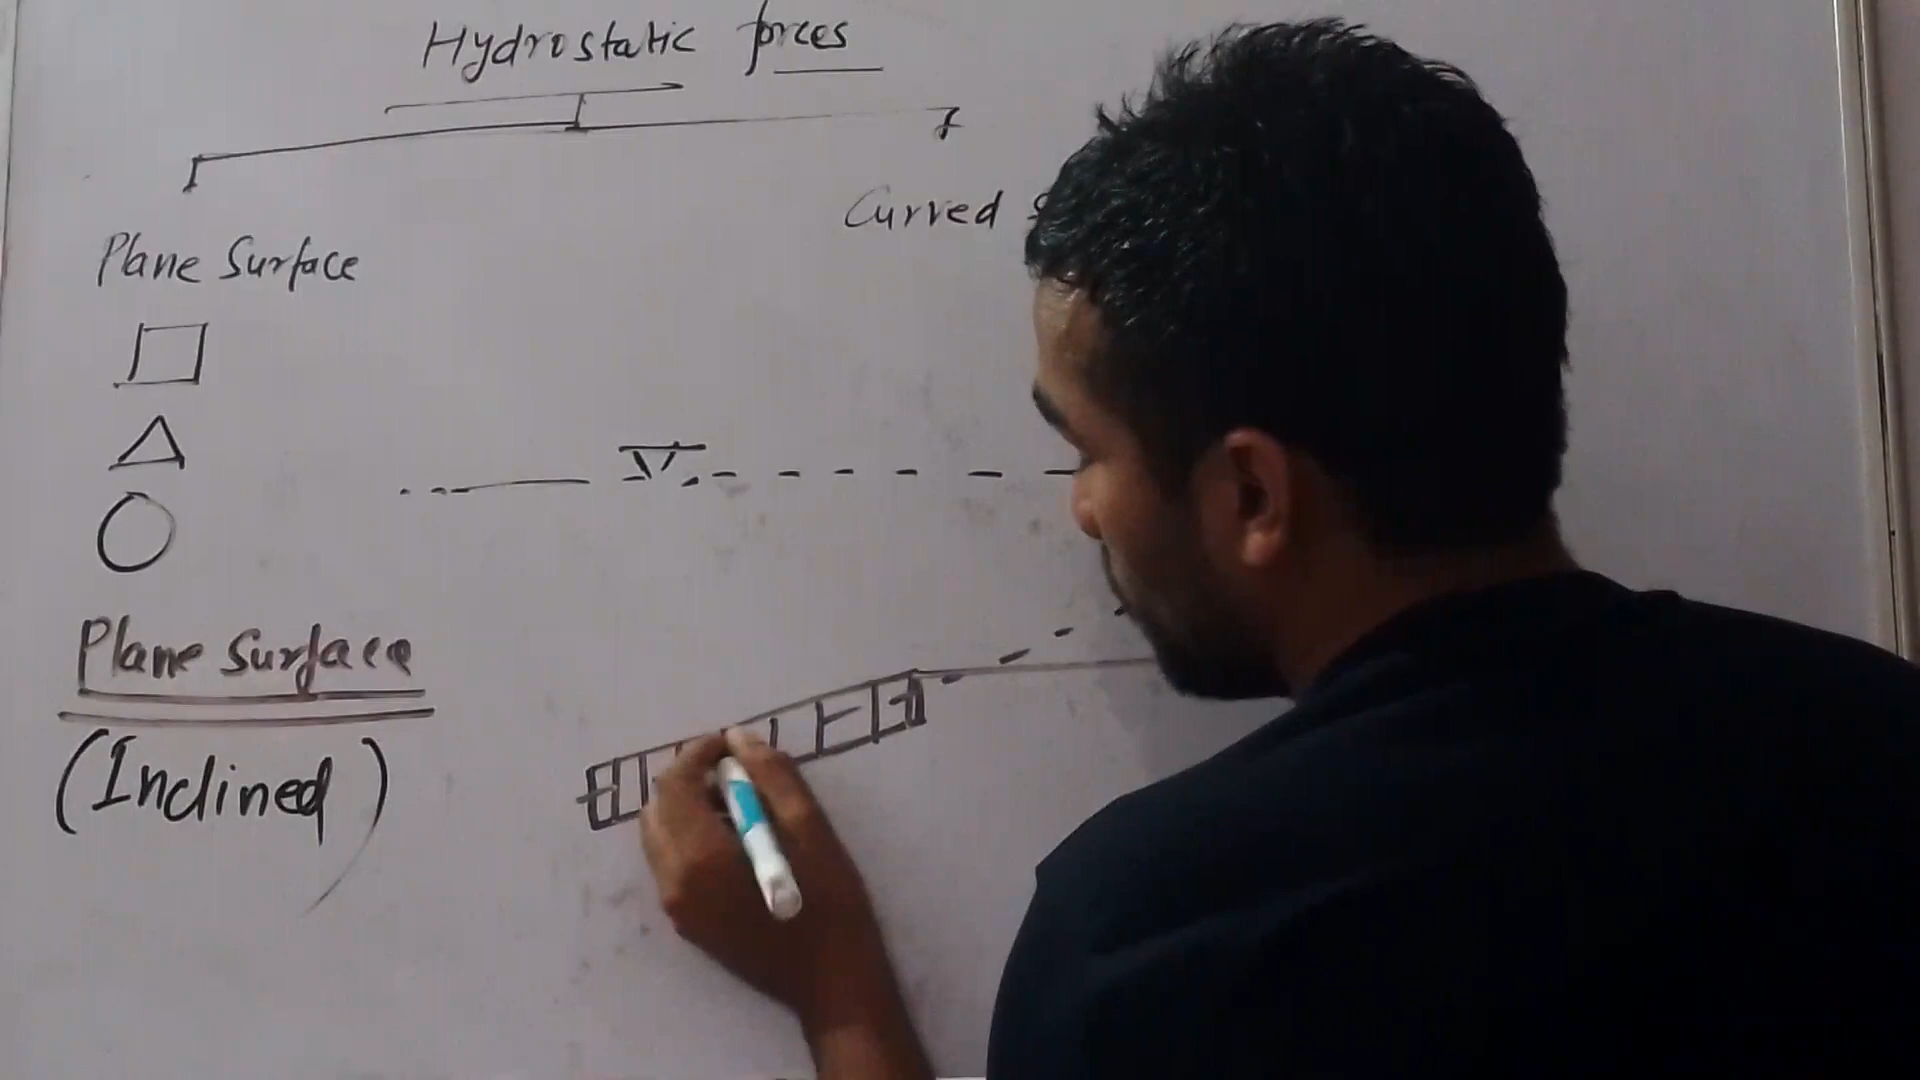 Hydrostatic forces
Curved
Plane Surface
Plane Surface
(Inclined)